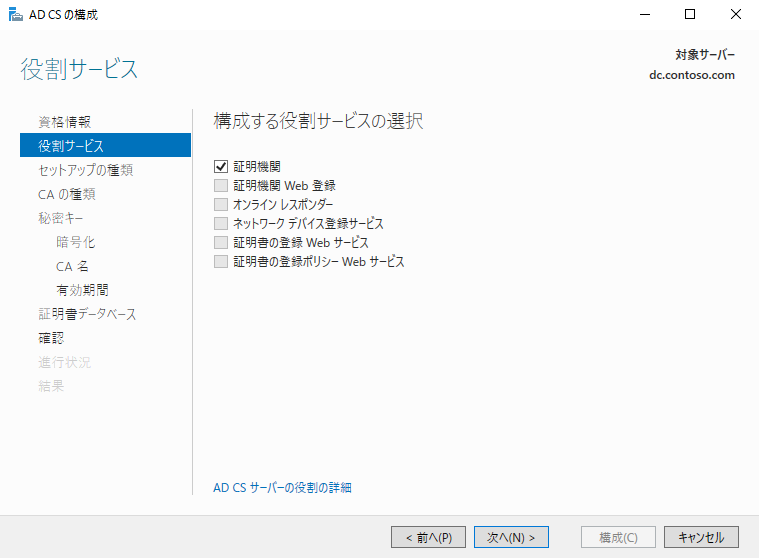 AD CS の構成
役割サービス
対象サーバー
dc.contoso.com
資格情報
役割サービス
セットアップの種類
CA の種類
秘密キー
暗号化
CA 名
有効期間
証明書データベース
確認
進行状況
結果
構成する役割サービスの選択
証明機関
証明機関 Web 登録
オンライン レスポンダー
ネットワーク デバイス登録サービス
証明書の登録 Web サービス
証明書の登録ポリシー Web サービス
AD CS サーバーの役割の詳細
< 前へ(P)
次へ(N) >
構成(C)
キャンセル